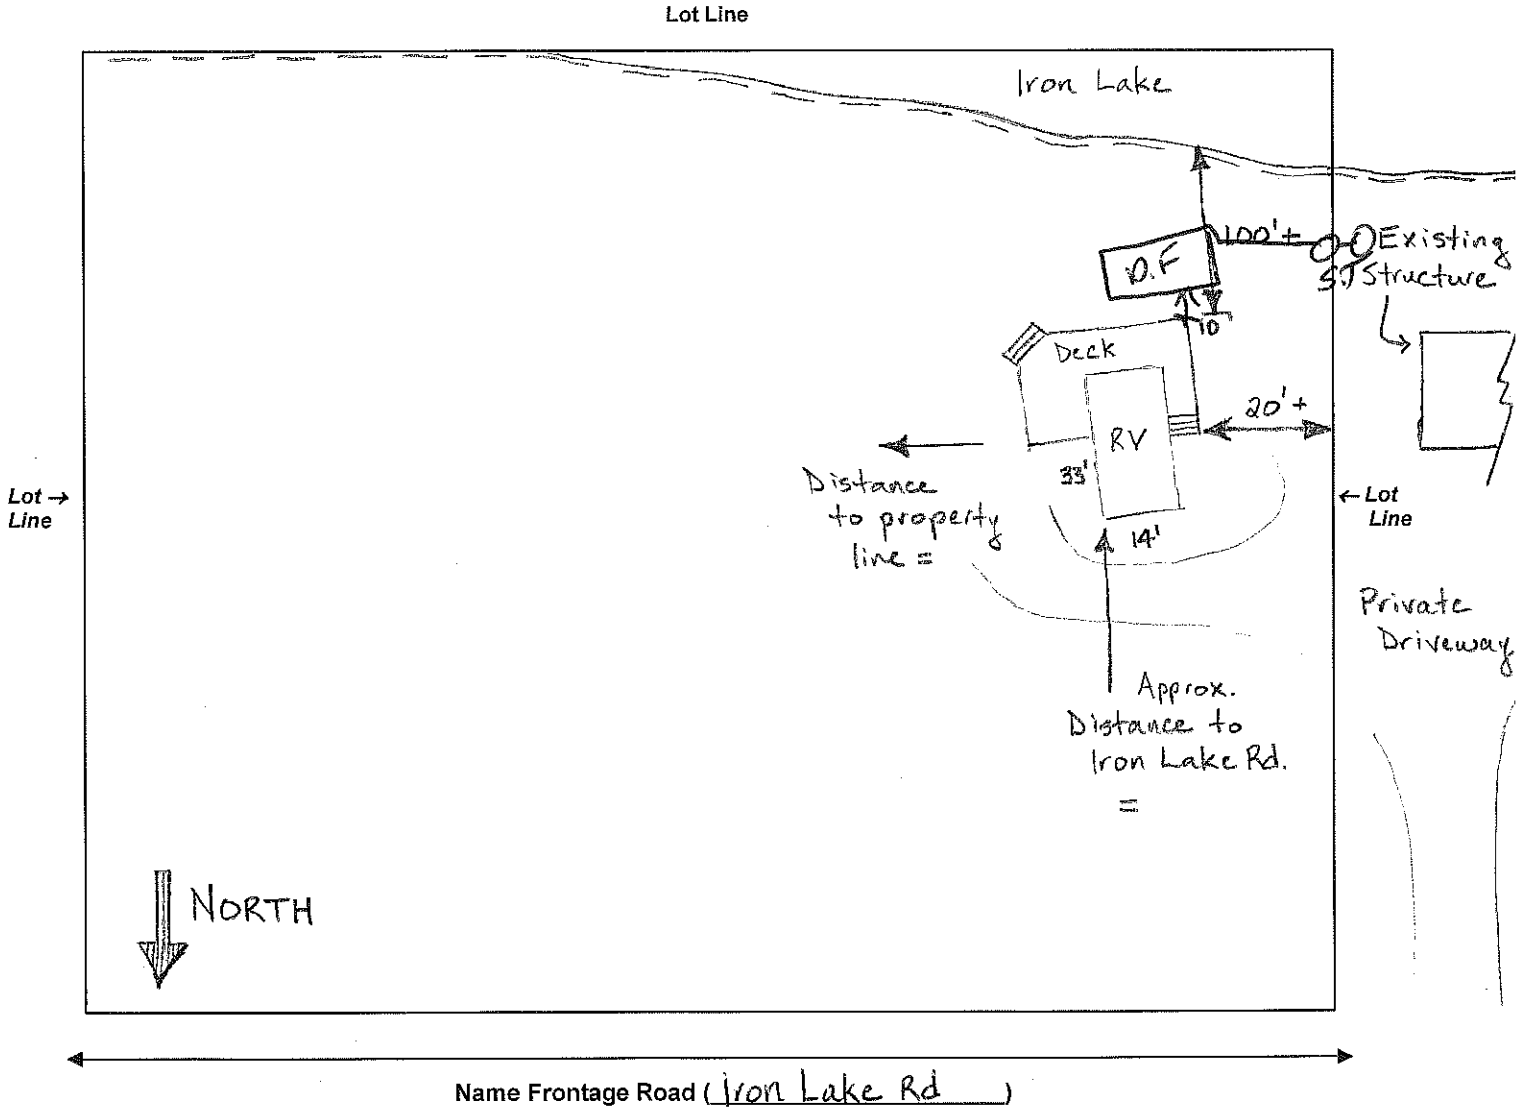 Lot Line
Iron Lake
D.F
100'+
Existing
S.T Structure
10'
Deck
20'+
RV
33'
14'
Distance
to property
line =
Lot →
Line
← Lot
Line
Private
Driveway
Approx.
Distance to
Iron Lake Rd.
=
NORTH
Name Frontage Road ( Iron Lake Rd )